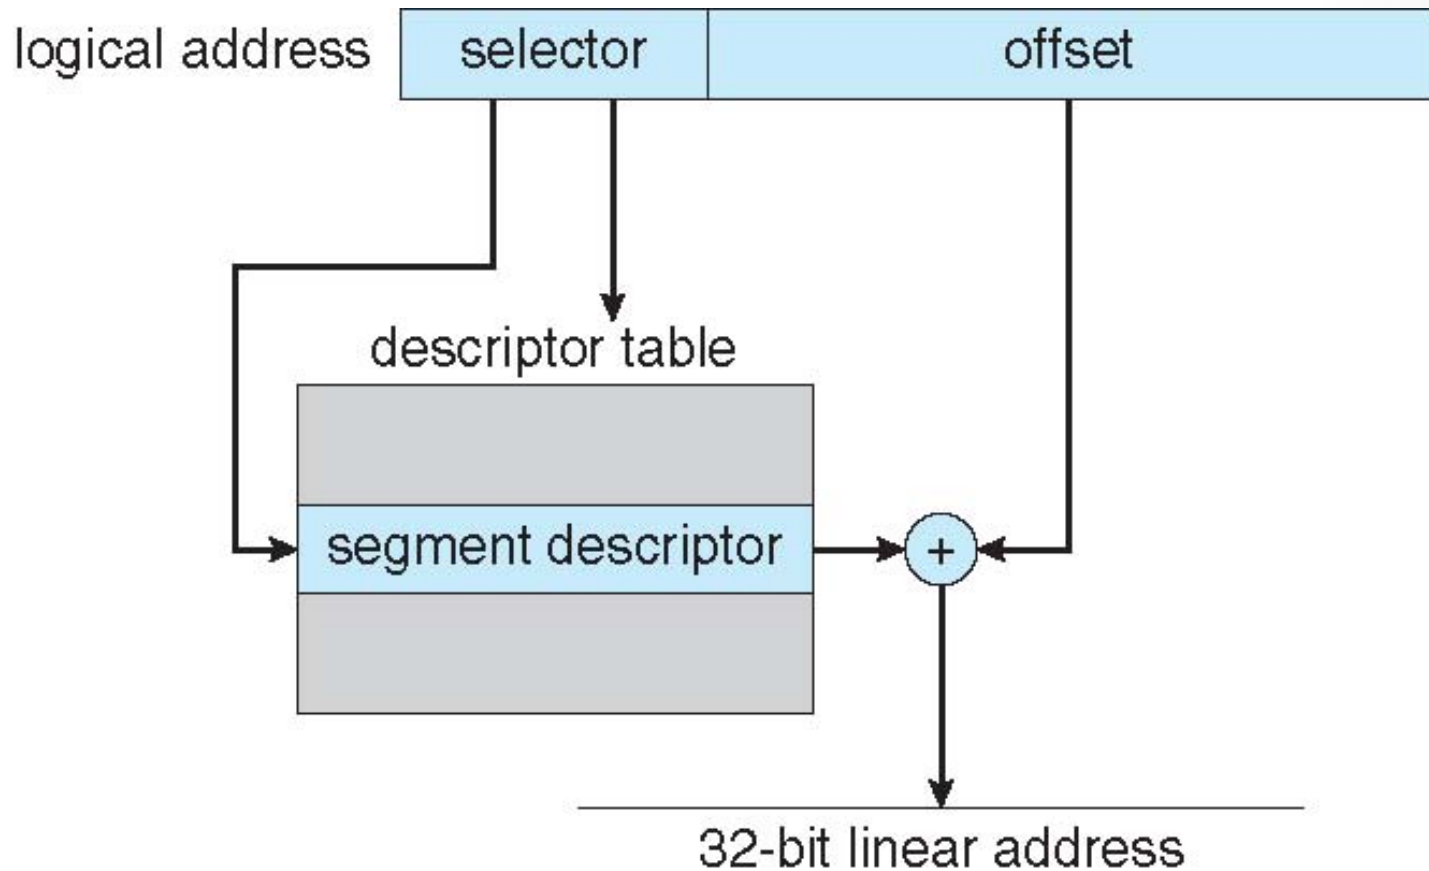 logical address selector offset
descriptor table
segment descriptor +
32-bit linear address